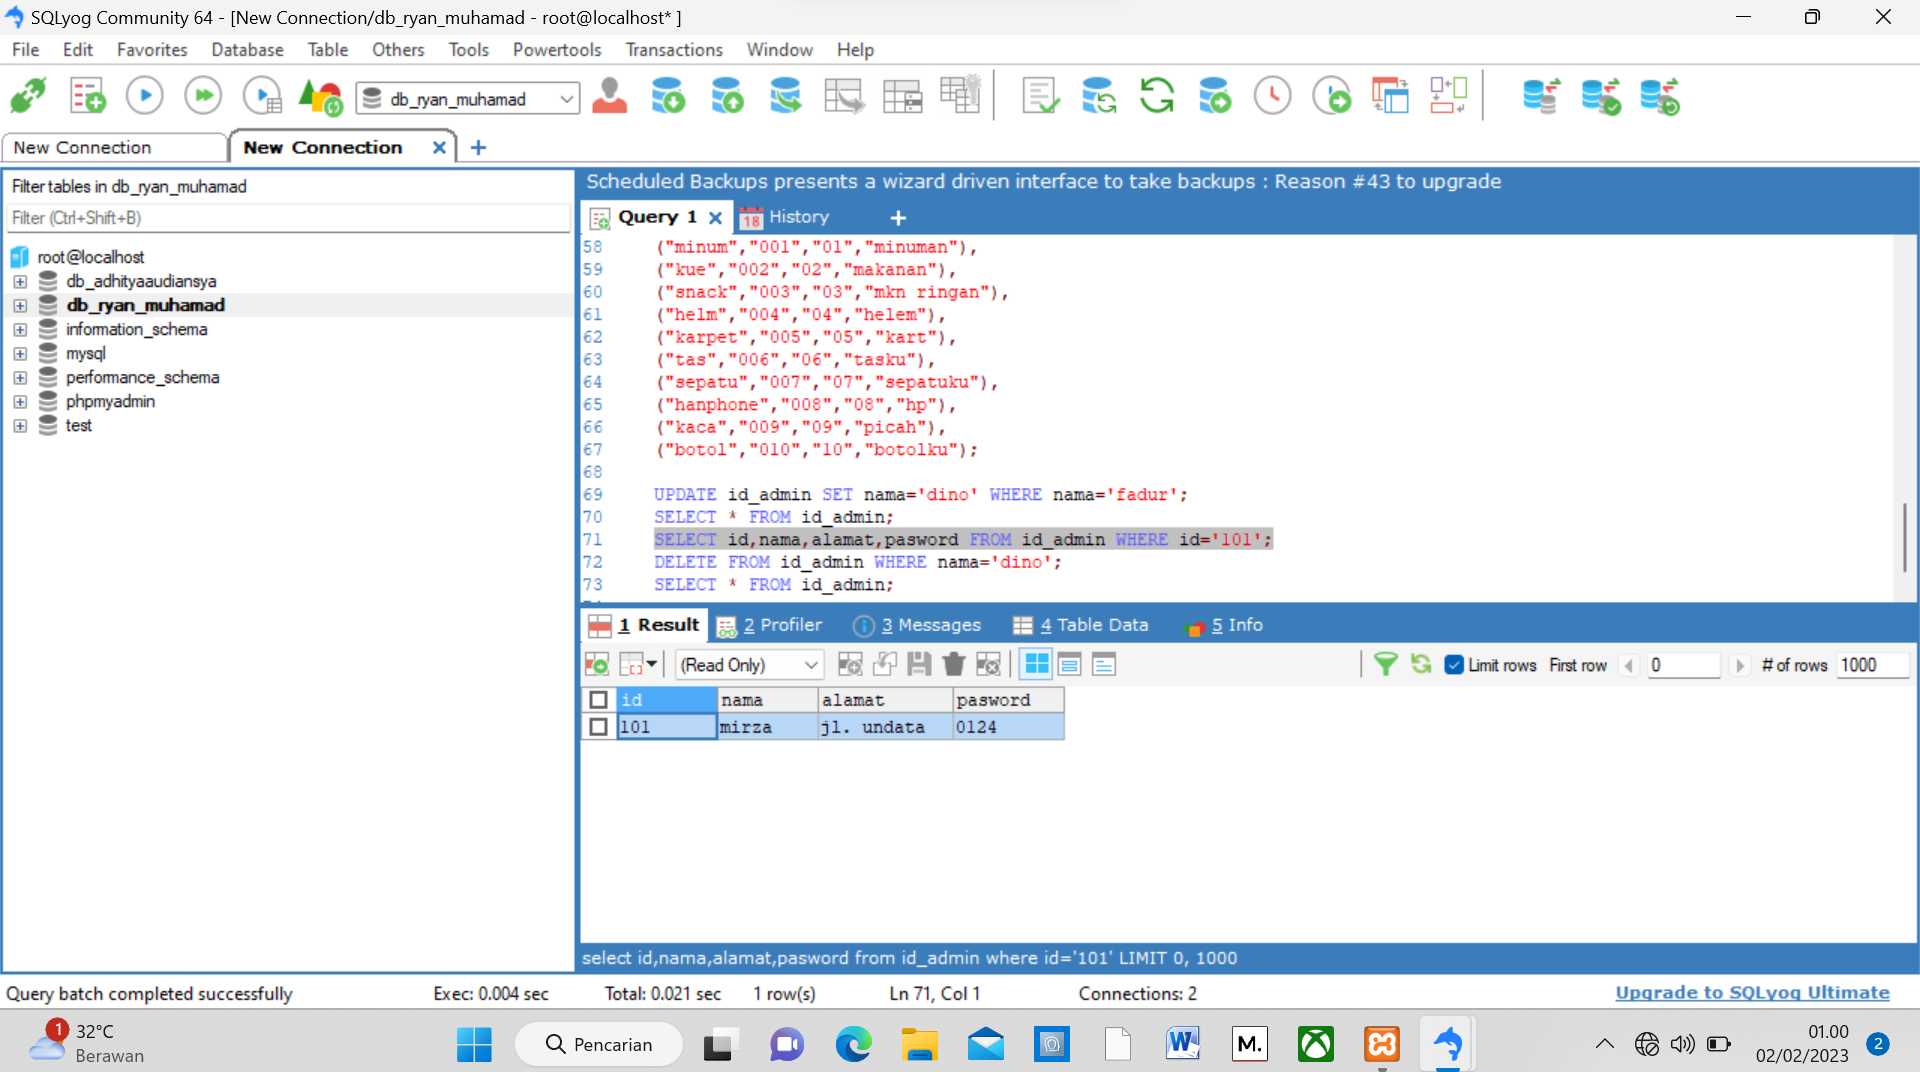 SQLyog Community 64 - [New Connection/db_ryan_muhamad - root@localhost* ]
File Edit Favorites Database Table Others Tools Powertools Transactions Window Help
db_ryan_muhamad
New Connection
New Connection
Filter tables in db_ryan_muhamad
Filter (Ctrl+Shift+B)
root@localhost
db_adhityaaudiansya
db_ryan_muhamad
information_schema
mysql
performance_schema
phpmyadmin
test
Scheduled Backups presents a wizard driven interface to take backups : Reason #43 to upgrade
Query 1
18 History
58 ("minum","001","01","minuman"),
59 ("kue","002","02","makanan"),
60 ("snack","003","03","mkn ringan"),
61 ("helm","004","04","helem"),
62 ("karpet","005","05","kart"),
63 ("tas","006","06","tasku"),
64 ("sepatu","007","07","sepatuku"),
65 ("hanphone","008","08","hp"),
66 ("kaca","009","09","picah"),
67 ("botol","010","10","botolku");
68
69 UPDATE id_admin SET nama='dino' WHERE nama='fadur';
70 SELECT * FROM id_admin;
71 SELECT id,nama,alamat,pasword FROM id_admin WHERE id='101';
72 DELETE FROM id_admin WHERE nama='dino';
73 SELECT * FROM id_admin;
1 Result 2 Profiler 3 Messages 4 Table Data 5 Info
(Read Only) Limit rows First row 0 # of rows 1000
id nama alamat pasword
101 mirza jl. undata 0124
select id,nama,alamat,pasword from id_admin where id='101' LIMIT 0, 1000
Query batch completed successfully Exec: 0.004 sec Total: 0.021 sec 1 row(s) Ln 71, Col 1 Connections: 2 Upgrade to SQLyog Ultimate
1 32°C
Berawan
Pencarian
W
M.
01.00
02/02/2023
2